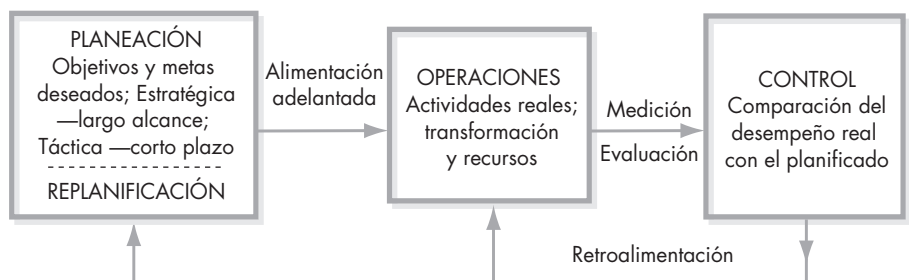 PLANEACIÓN
Objetivos y metas
deseados; Estratégica
—largo alcance;
Táctica —corto plazo
REPLANIFICACIÓN
Alimentación
adelantada
OPERACIONES
Actividades reales;
transformación
y recursos
Medición
Evaluación
CONTROL
Comparación del
desempeño real
con el planificado
Retroalimentación